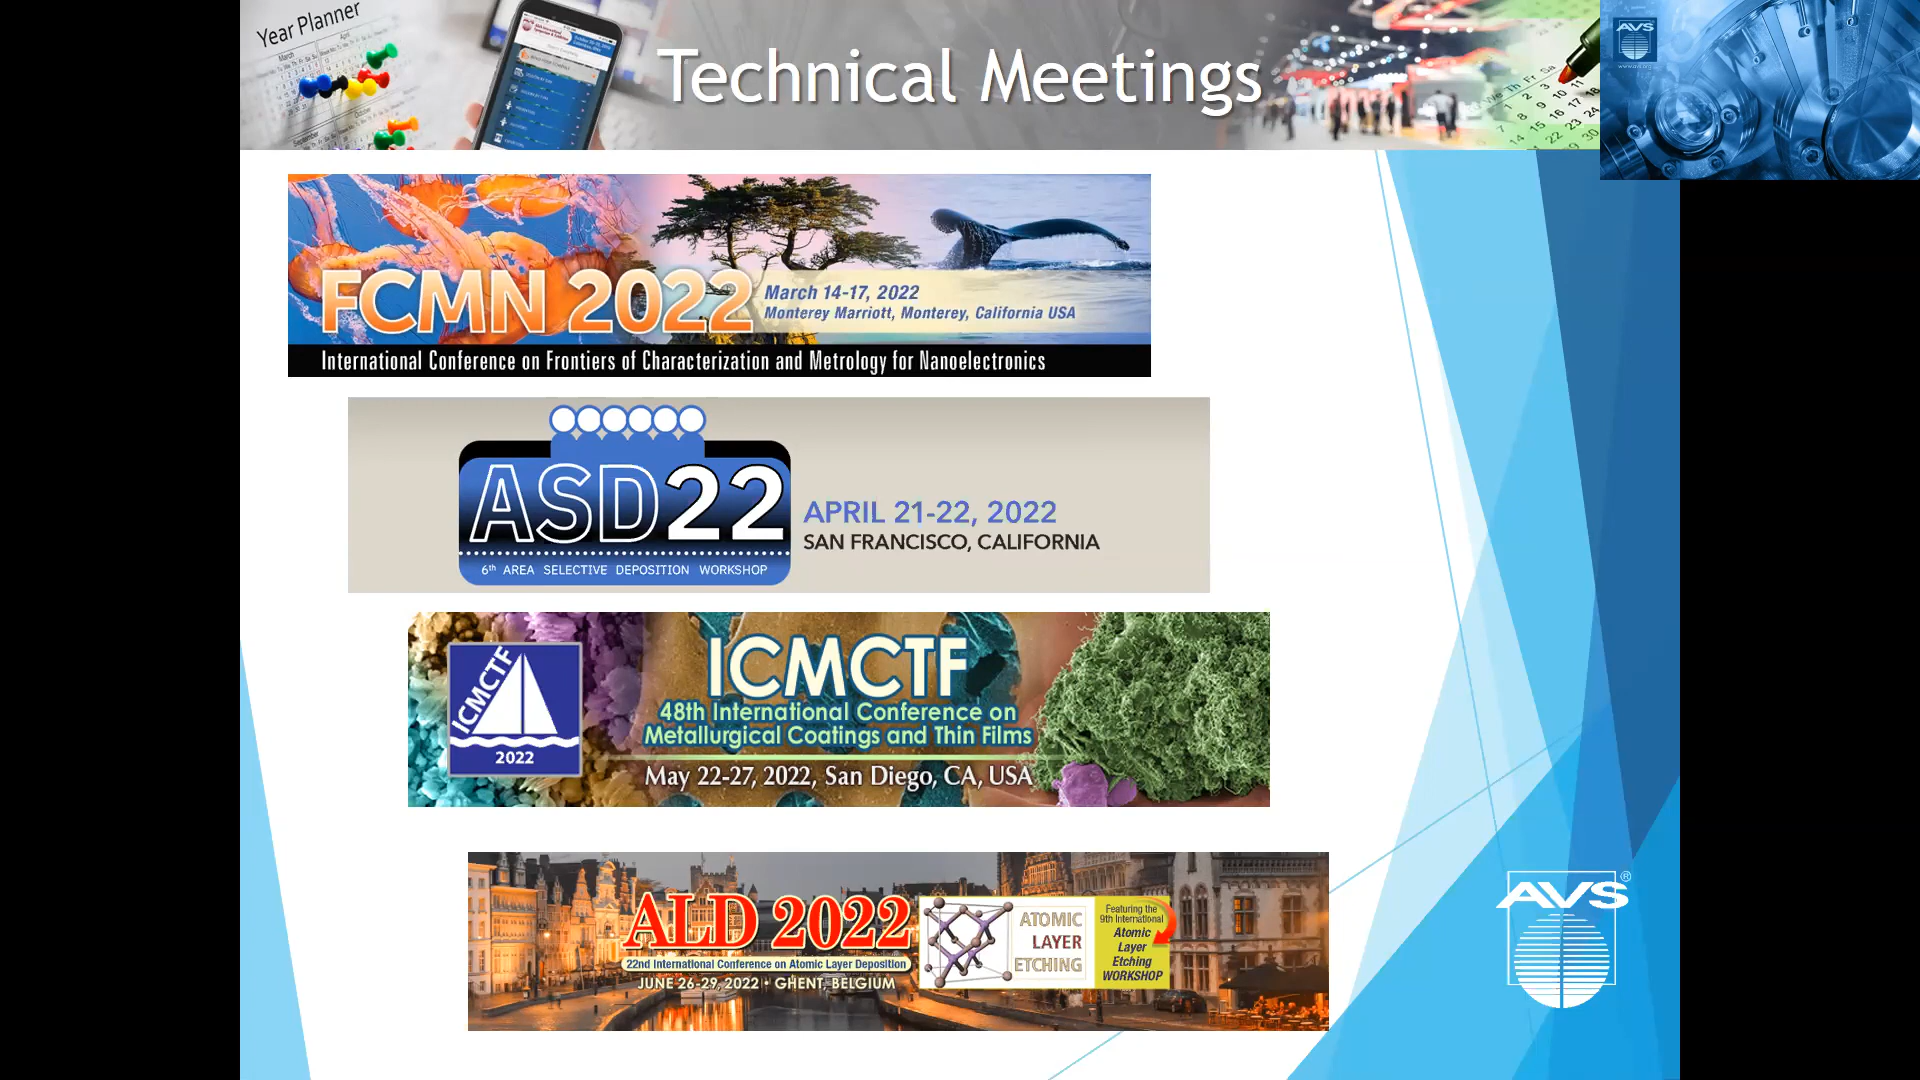 Year Planner
Technical Meetings
AVS
FCMN 2022
March 14-17, 2022
Monterey Marriott, Monterey, California USA
International Conference on Frontiers of Characterization and Metrology for Nanoelectronics
ASD22
6th AREA SELECTIVE DEPOSITION WORKSHOP
APRIL 21-22, 2022
SAN FRANCISCO, CALIFORNIA
ICMCTF
2022
ICMCTF
48th International Conference on
Metallurgical Coatings and Thin Films
May 22-27, 2022, San Diego, CA, USA
ALD 2022
22nd International Conference on Atomic Layer Deposition
JUNE 26-29, 2022 • GHENT, BELGIUM
ATOMIC
LAYER
ETCHING
Featuring the
9th International
Atomic
Layer
Etching
WORKSHOP
AVS®